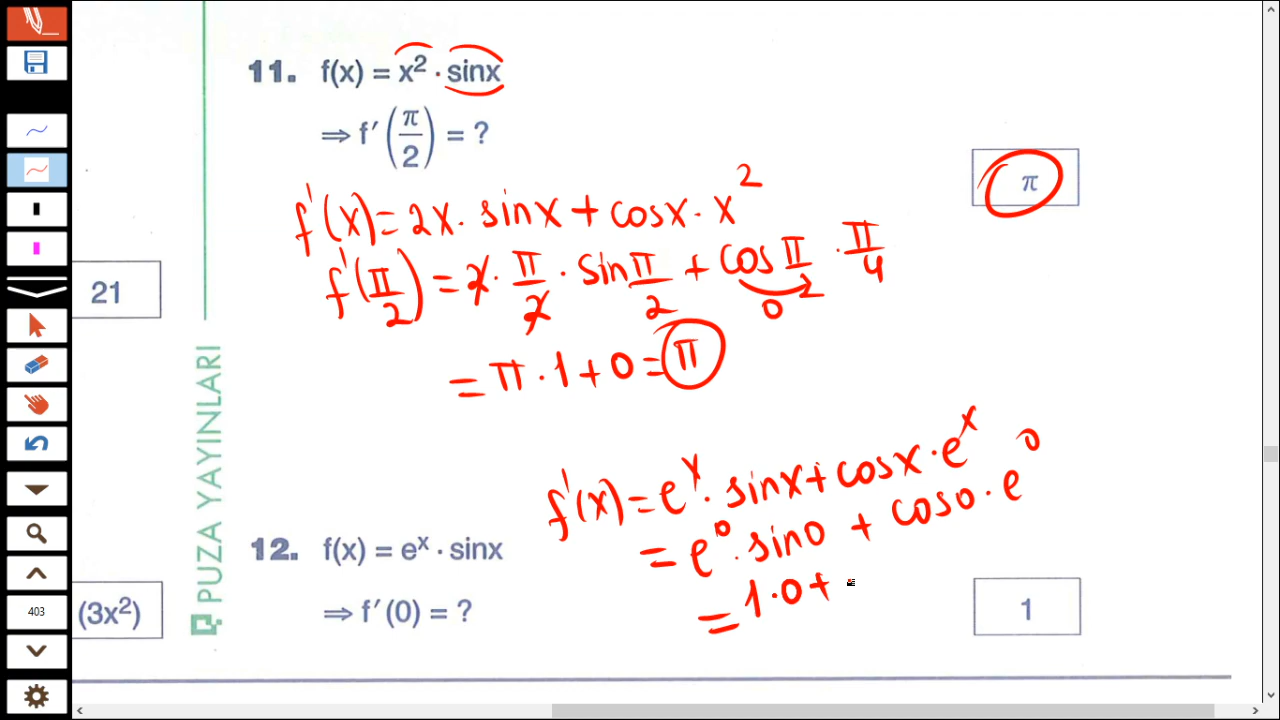 11. f(x) = x² · sinx
⇒ f′(π/2) = ?
π
f'(x) = 2x · sinx + cosx · x²
f'(π/2) = 2 · π/2 · sin π/2 + cos π/2 · π/4
0
= π · 1 + 0 = π
21
PUZA YAYINLARI
12. f(x) = eˣ · sinx
⇒ f′(0) = ?
f'(x) = eˣ · sinx + cosx · eˣ
= e⁰ · sin0 + cos0 · e⁰
= 1 · 0 +
1
(3x²)
403